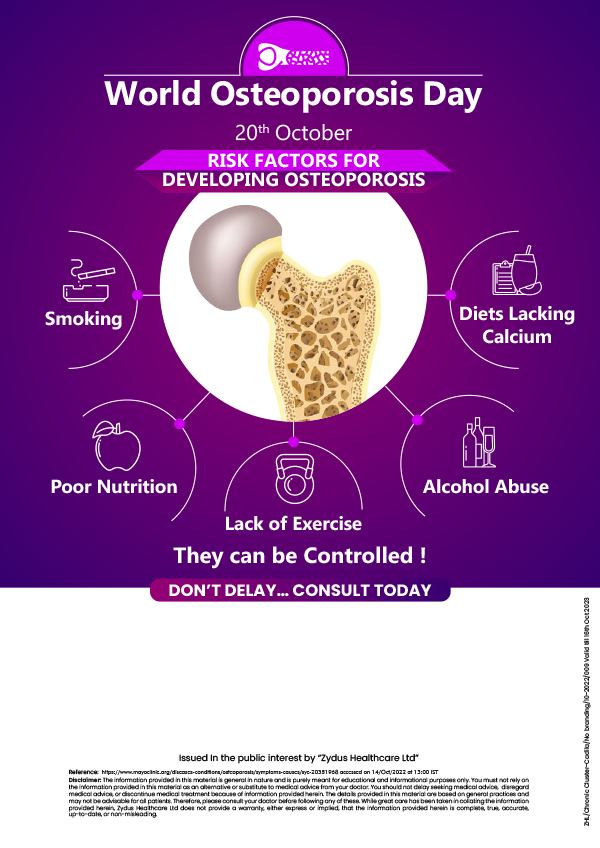 World Osteoporosis Day
20th October
RISK FACTORS FOR
DEVELOPING OSTEOPOROSIS
Smoking
Diets Lacking
Calcium
Poor Nutrition
Alcohol Abuse
Lack of Exercise
They can be Controlled !
DON'T DELAY... CONSULT TODAY
Issued In the public interest by “Zydus Healthcare Ltd”
Reference: https://www.mayoclinic.org/diseases-conditions/osteoporosis/symptoms-causes/syc-20351968 accessed on 14/Oct/2022 at 13:00 IST
Disclaimer: The information provided in this material is general in nature and is purely meant for educational and informational purposes only. You must not rely on
the information provided in this material as an alternative or substitute to medical advice from your doctor. You should not delay seeking medical advice, disregard
medical advice, or discontinue medical treatment because of information provided herein. The details provided in this material are based on general practices and
may not be advisable for all patients. Therefore, please consult your doctor before following any of these. While great care has been taken in collating the information
provided herein, Zydus Healthcare Ltd does not provide a warranty, either express or implied, that the information provided herein is complete, true, accurate,
up-to-date, or non-misleading.
ZHL/Chronic Cluster-Cadila/No branding/10-2022/009 Valid till 16th Oct 2023